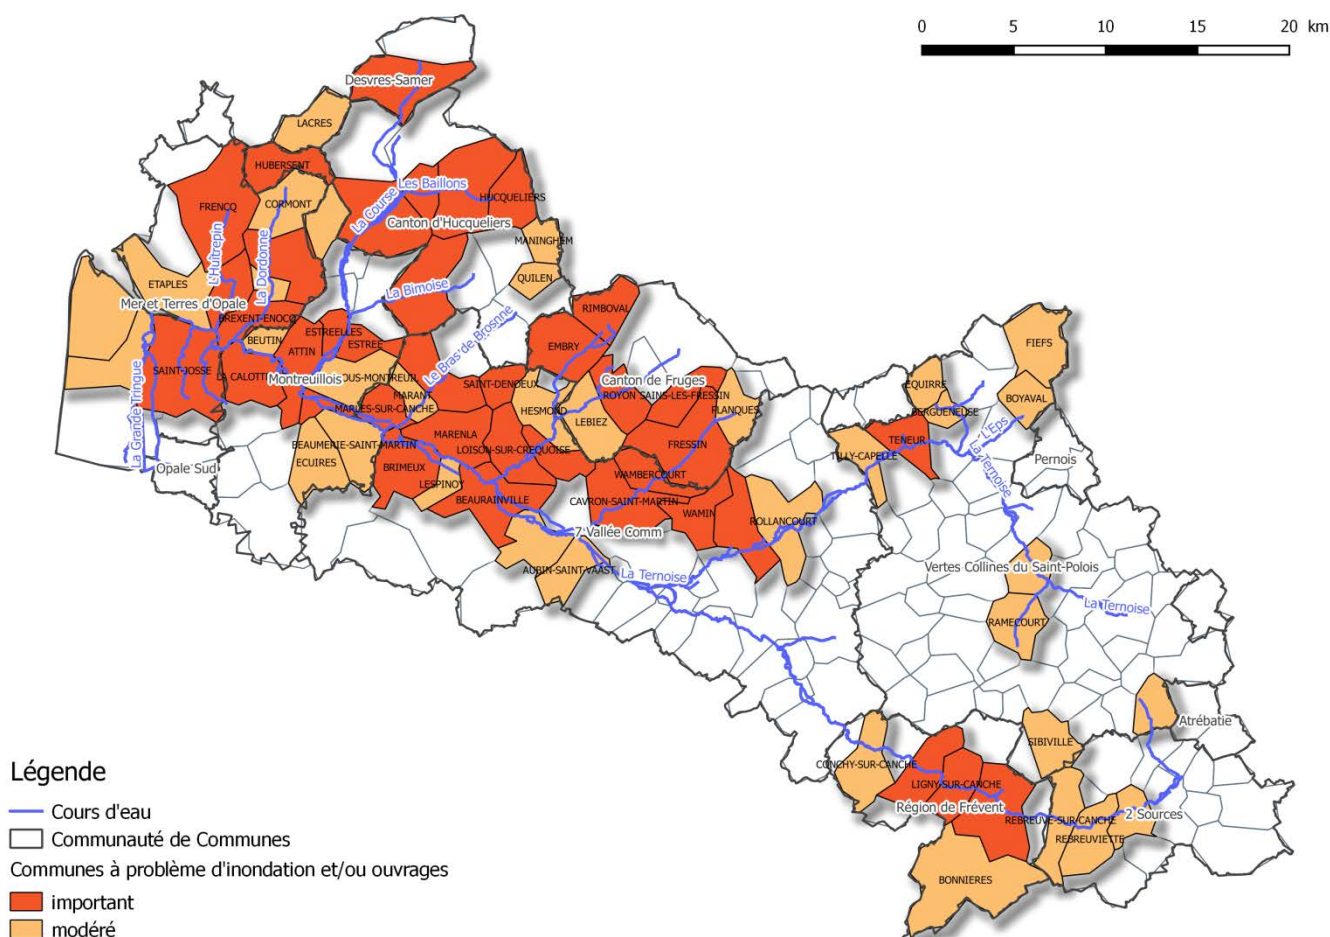 0 5 10 15 20 km
Desvres-Samer
LACRES
HUBERSENT
Les Baillons
HUCQUELIERS
FRENCQ
CORMONT
La Course
Canton d'Hucqueliers
L'Huitrepin
La Dordonne
MANINGHEM
QUILEN
ETAPLES
La Bimoise
Mer et Terres d'Opale
BREXENT-ENOCQ
ESTREELLES
BEUTIN
ATTIN
ESTREE
Le Bras de Brosnne
RIMBOVAL
EMBRY
FIEFS
SAINT-JOSSE
LA CALOTTE
Montreuillois
SOUS-MONTREUIL
MARANT
SAINT-DENOEUX
Canton de Fruges
ROYON
SAINS-LES-FRESSIN
EQUIRRE
BOYAVAL
MARLES-SUR-CANCHE
HESMOND
LEBIEZ
PLANQUES
BERGUENEUSE
L'Eps
La Grande Tringue
BEAUMERIE-SAINT-MARTIN
MARENLA
FRESSIN
TENEUR
LOISON-SUR-CREQUOISE
TILLY-CAPELLE
La Ternoise
Pernois
Opale Sud
ECUIRES
BRIMEUX
LESPINOY
WAMBERCOURT
BEAURAINVILLE
CAVRON-SAINT-MARTIN
WAMIN
ROLLANCOURT
7 Vallée Comm
AUBIN-SAINT-VAAST
La Ternoise
Vertes Collines du Saint-Polois
La Ternoise
RAMECOURT
Atrébatie
SIBIVILLE
CONCHY-SUR-CANCHE
LIGNY-SUR-CANCHE
Région de Frévent
REBREUVE-SUR-CANCHE
2 Sources
REBREUVIETTE
BONNIERES
Légende
Cours d'eau
Communauté de Communes
Communes à problème d'inondation et/ou ouvrages
important
modéré